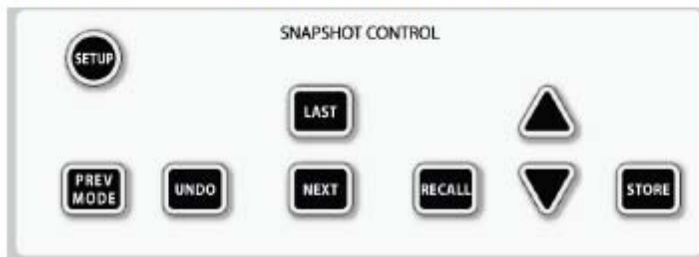 SNAPSHOT CONTROL
SETUP
LAST
PREV
MODE
UNDO
NEXT
RECALL
STORE